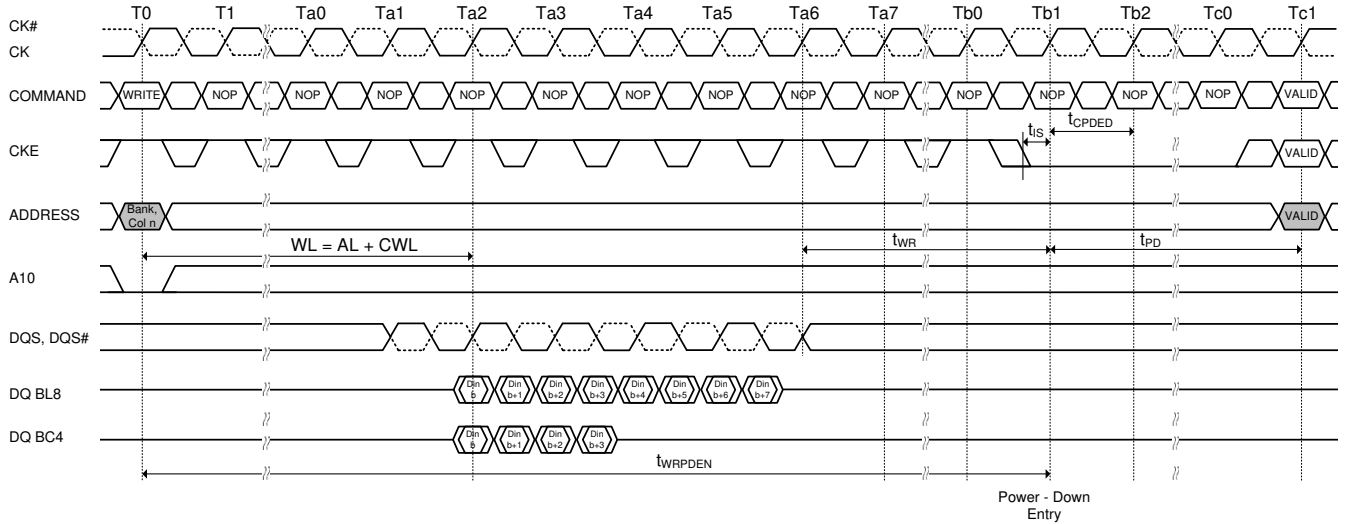 T0 T1 Ta0 Ta1 Ta2 Ta3 Ta4 Ta5 Ta6 Ta7 Tb0 Tb1 Tb2 Tc0 Tc1
CK#
CK
COMMAND WRITE NOP NOP NOP NOP NOP NOP NOP NOP NOP NOP NOP NOP NOP VALID
tIS tCPDED
CKE VALID
ADDRESS Bank, Col n VALID
WL = AL + CWL tWR tPD
A10
DQS, DQS#
DQ BL8 Din b Din b+1 Din b+2 Din b+3 Din b+4 Din b+5 Din b+6 Din b+7
DQ BC4 Din b Din b+1 Din b+2 Din b+3
tWRPDEN
Power - Down
Entry